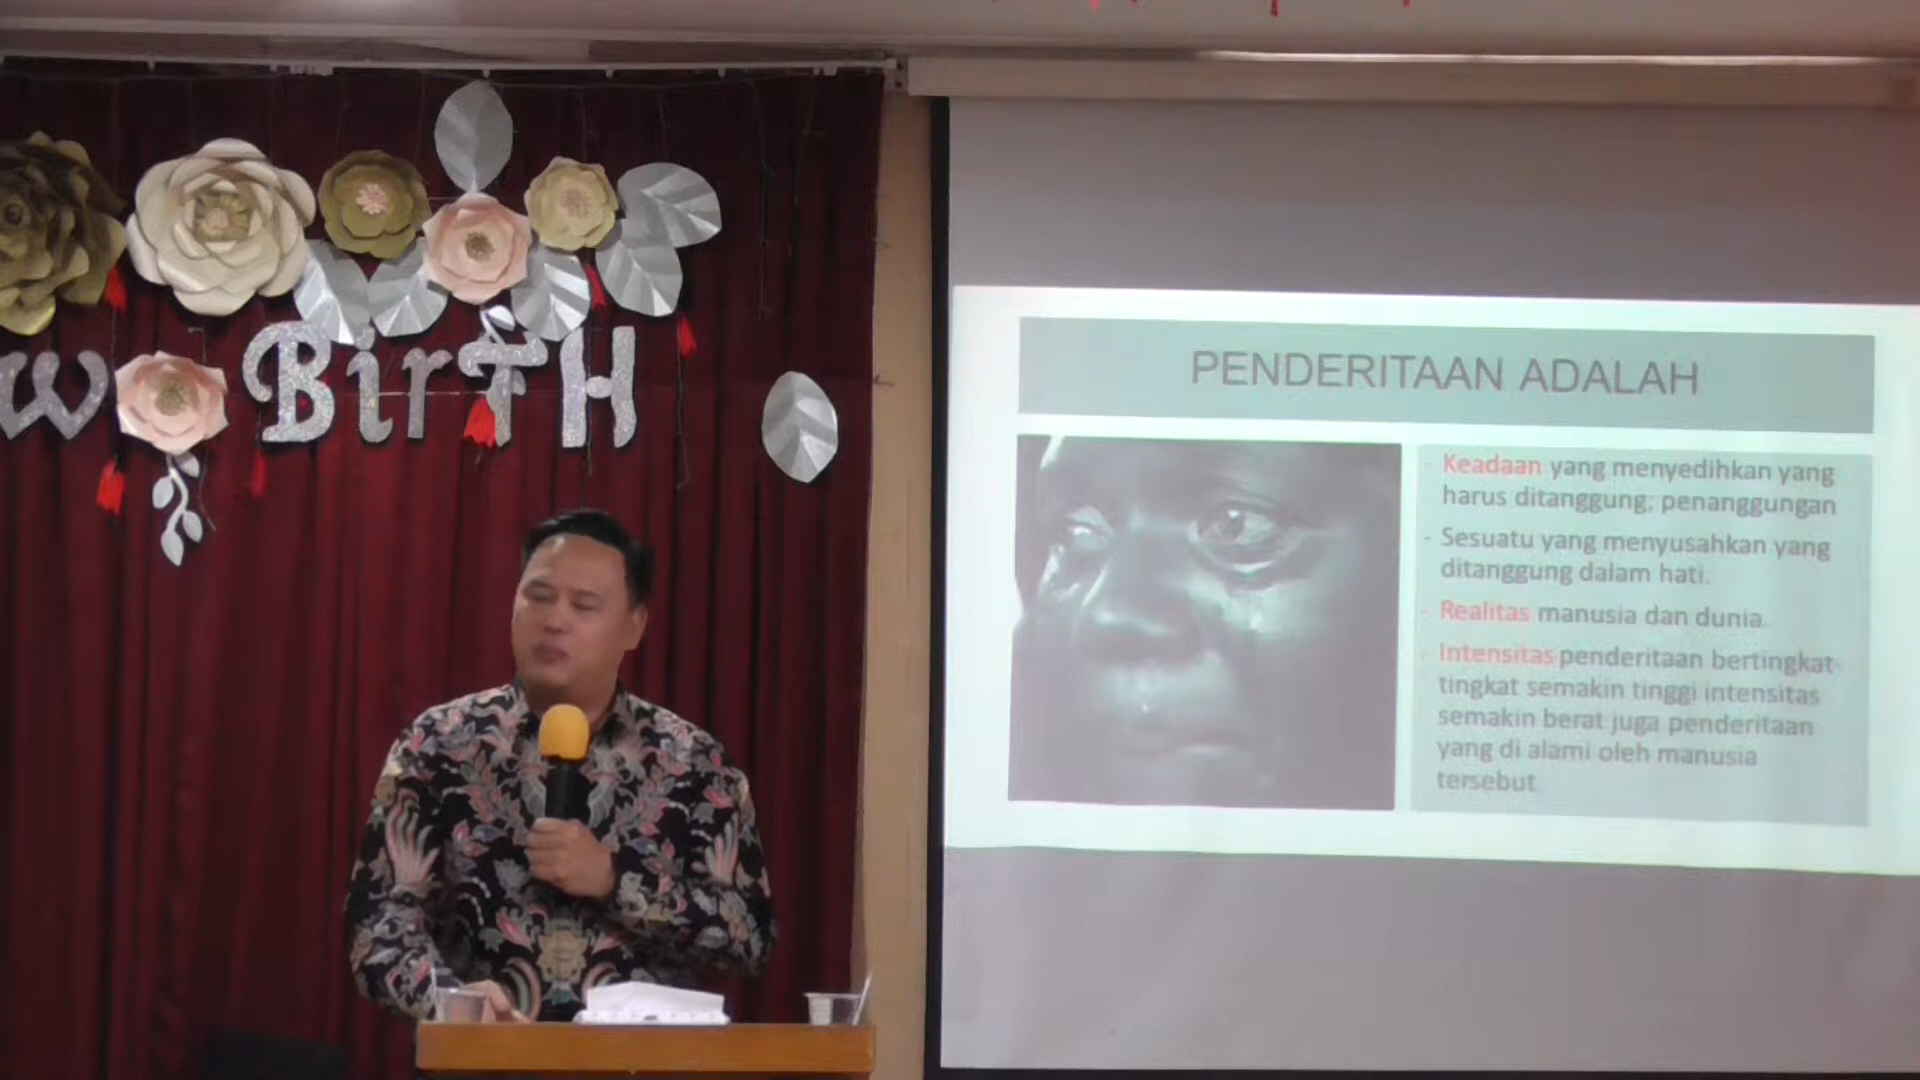 w BirTH
PENDERITAAN ADALAH
- Keadaan yang menyedihkan yang
harus ditanggung; penanggungan
- Sesuatu yang menyusahkan yang
ditanggung dalam hati.
- Realitas manusia dan dunia.
- Intensitas penderitaan bertingkat-
tingkat semakin tinggi intensitas
semakin berat juga penderitaan
yang di alami oleh manusia
tersebut.